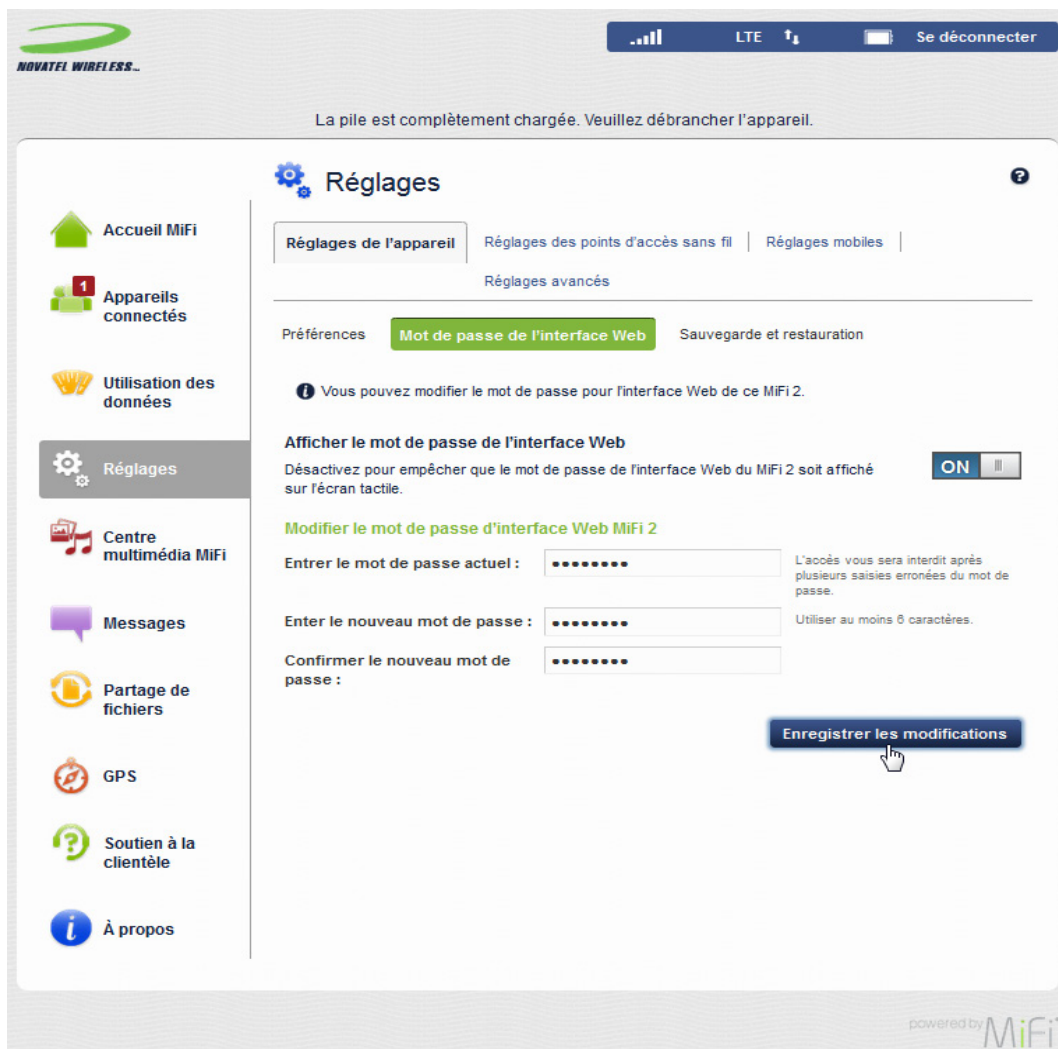 LTE Se déconnecter
NOVATEL WIRELESS...
La pile est complètement chargée. Veuillez débrancher l'appareil.
Réglages
Accueil MiFi
1
Appareils
connectés
Utilisation des
données
Réglages
Centre
multimédia MiFi
Messages
Partage de
fichiers
GPS
Soutien à la
clientèle
À propos
Réglages de l'appareil Réglages des points d'accès sans fil Réglages mobiles
Réglages avancés
Préférences Mot de passe de l'interface Web Sauvegarde et restauration
Vous pouvez modifier le mot de passe pour l'interface Web de ce MiFi 2.
Afficher le mot de passe de l'interface Web
Désactivez pour empêcher que le mot de passe de l'interface Web du MiFi 2 soit affiché
sur l'écran tactile.
ON
Modifier le mot de passe d'interface Web MiFi 2
Entrer le mot de passe actuel :
L'accès vous sera interdit après
plusieurs saisies erronées du mot de
passe.
Enter le nouveau mot de passe :
Utiliser au moins 6 caractères.
Confirmer le nouveau mot de
passe :
Enregistrer les modifications
powered by MiFi